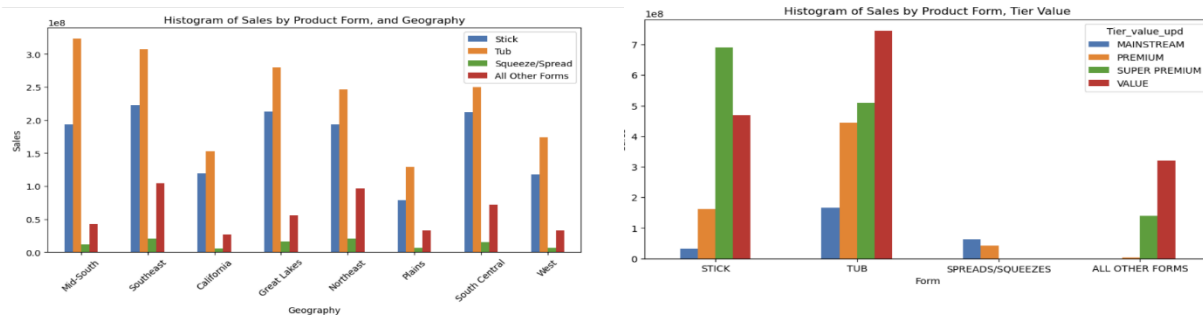 Histogram of Sales by Product Form, and Geography
1e8
Stick
Tub
Squeeze/Spread
All Other Forms
3.0
2.5
2.0
1.5
1.0
0.5
0.0
Sales
Mid-South
Southeast
California
Great Lakes
Northeast
Plains
South Central
West
Geography
Histogram of Sales by Product Form, Tier Value
1e8
Tier_value_upd
MAINSTREAM
PREMIUM
SUPER PREMIUM
VALUE
7
6
5
4
3
2
1
0
STICK
TUB
SPREADS/SQUEEZES
ALL OTHER FORMS
Form